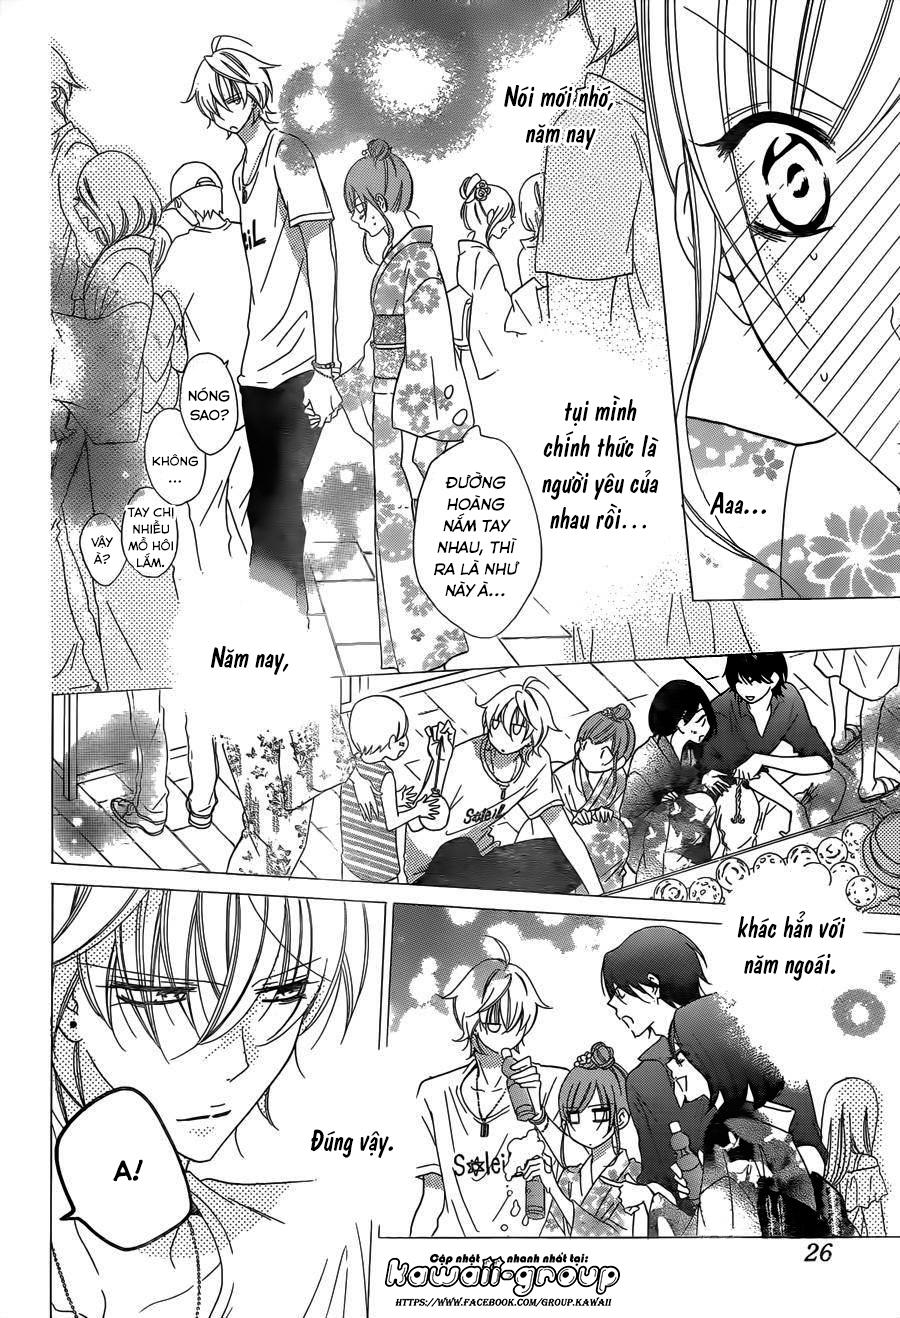 Aaa...
Nói mới nhớ,
năm nay
tụi mình
chính thức là
người yêu của
nhau rồi...
ĐƯỜNG
HOÀNG
NẮM TAY
NHAU, THÌ
RA LÀ NHƯ
NÀY À...
NÓNG
SAO?
KHÔNG
...
TAY CHỊ
NHIỀU
MỒ HÔI
LẮM.
VẬY
À?
Năm nay,
Soleil
khác hẳn với
năm ngoái.
Solei
Đúng vậy.
A!
26
Cập nhật nhanh nhất tại:
kawaii-group
HTTPS://WWW.FACEBOOK.COM/GROUP.KAWAII